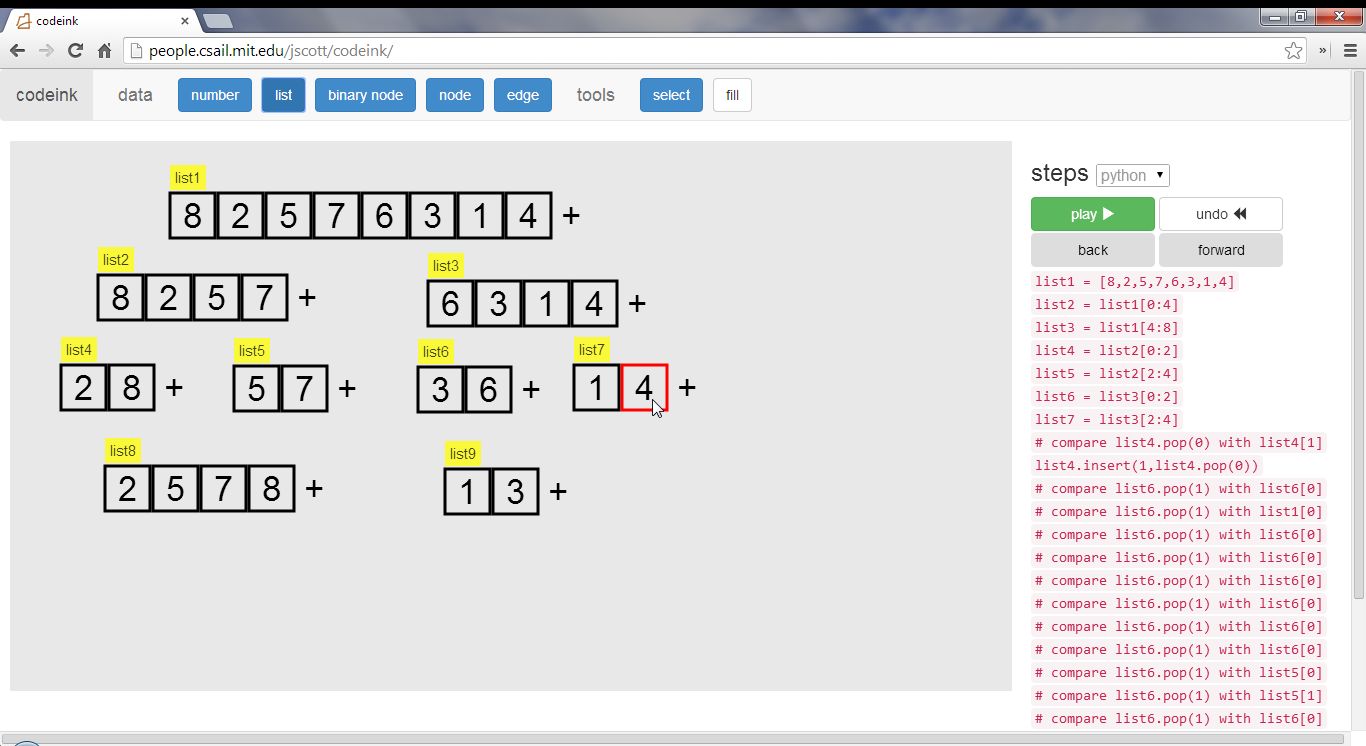 codeink
people.csail.mit.edu/jscott/codeink/
codeink data number list binary node node edge tools select fill
list1
8 2 5 7 6 3 1 4 +
list2
8 2 5 7 +
list3
6 3 1 4 +
list4
2 8 +
list5
5 7 +
list6
3 6 +
list7
1 4 +
list8
2 5 7 8 +
list9
1 3 +
steps python
play undo
back forward
list1 = [8,2,5,7,6,3,1,4]
list2 = list1[0:4]
list3 = list1[4:8]
list4 = list2[0:2]
list5 = list2[2:4]
list6 = list3[0:2]
list7 = list3[2:4]
# compare list4.pop(0) with list4[1]
list4.insert(1,list4.pop(0))
# compare list6.pop(1) with list6[0]
# compare list6.pop(1) with list1[0]
# compare list6.pop(1) with list6[0]
# compare list6.pop(1) with list6[0]
# compare list6.pop(1) with list6[0]
# compare list6.pop(1) with list6[0]
# compare list6.pop(1) with list6[0]
# compare list6.pop(1) with list6[0]
# compare list6.pop(1) with list5[0]
# compare list6.pop(1) with list5[1]
# compare list6.pop(1) with list6[0]